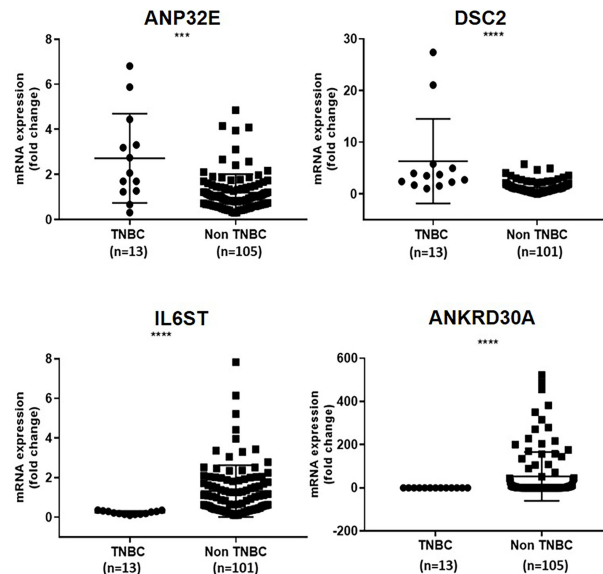 ANP32E
***
mRNA expression
(fold change)
8
6
4
2
0
TNBC
(n=13)
Non TNBC
(n=105)
DSC2
****
mRNA expression
(fold change)
30
20
10
0
TNBC
(n=13)
Non TNBC
(n=101)
IL6ST
****
mRNA expression
(fold change)
8
6
4
2
0
TNBC
(n=13)
Non TNBC
(n=101)
ANKRD30A
****
mRNA expression
(fold change)
600
400
200
0
-200
TNBC
(n=13)
Non TNBC
(n=105)